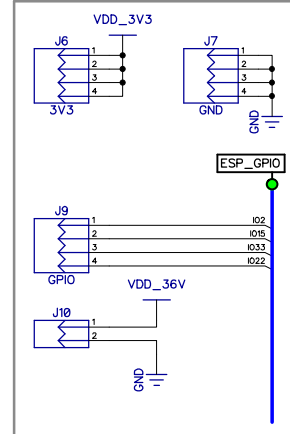 VDD_3V3
J6
1
2
3
4
3V3
J7
1
2
3
4
GND
GND
ESP_GPIO
J9
1
2
3
4
IO2
IO15
IO33
IO22
GPIO
VDD_36V
J10
1
2
GND